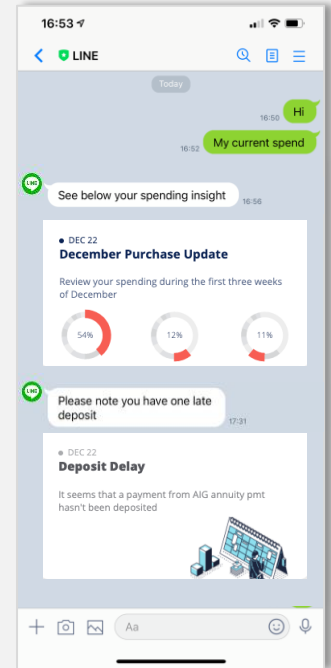 16:53
LINE
Today
16:50 Hi
16:52 My current spend
LINE
See below your spending insight
16:56
DEC 22
December Purchase Update
Review your spending during the first three weeks
of December
54% 12% 11%
LINE
Please note you have one late
deposit
17:31
DEC 22
Deposit Delay
It seems that a payment from AIG annuity pmt
hasn't been deposited
Aa